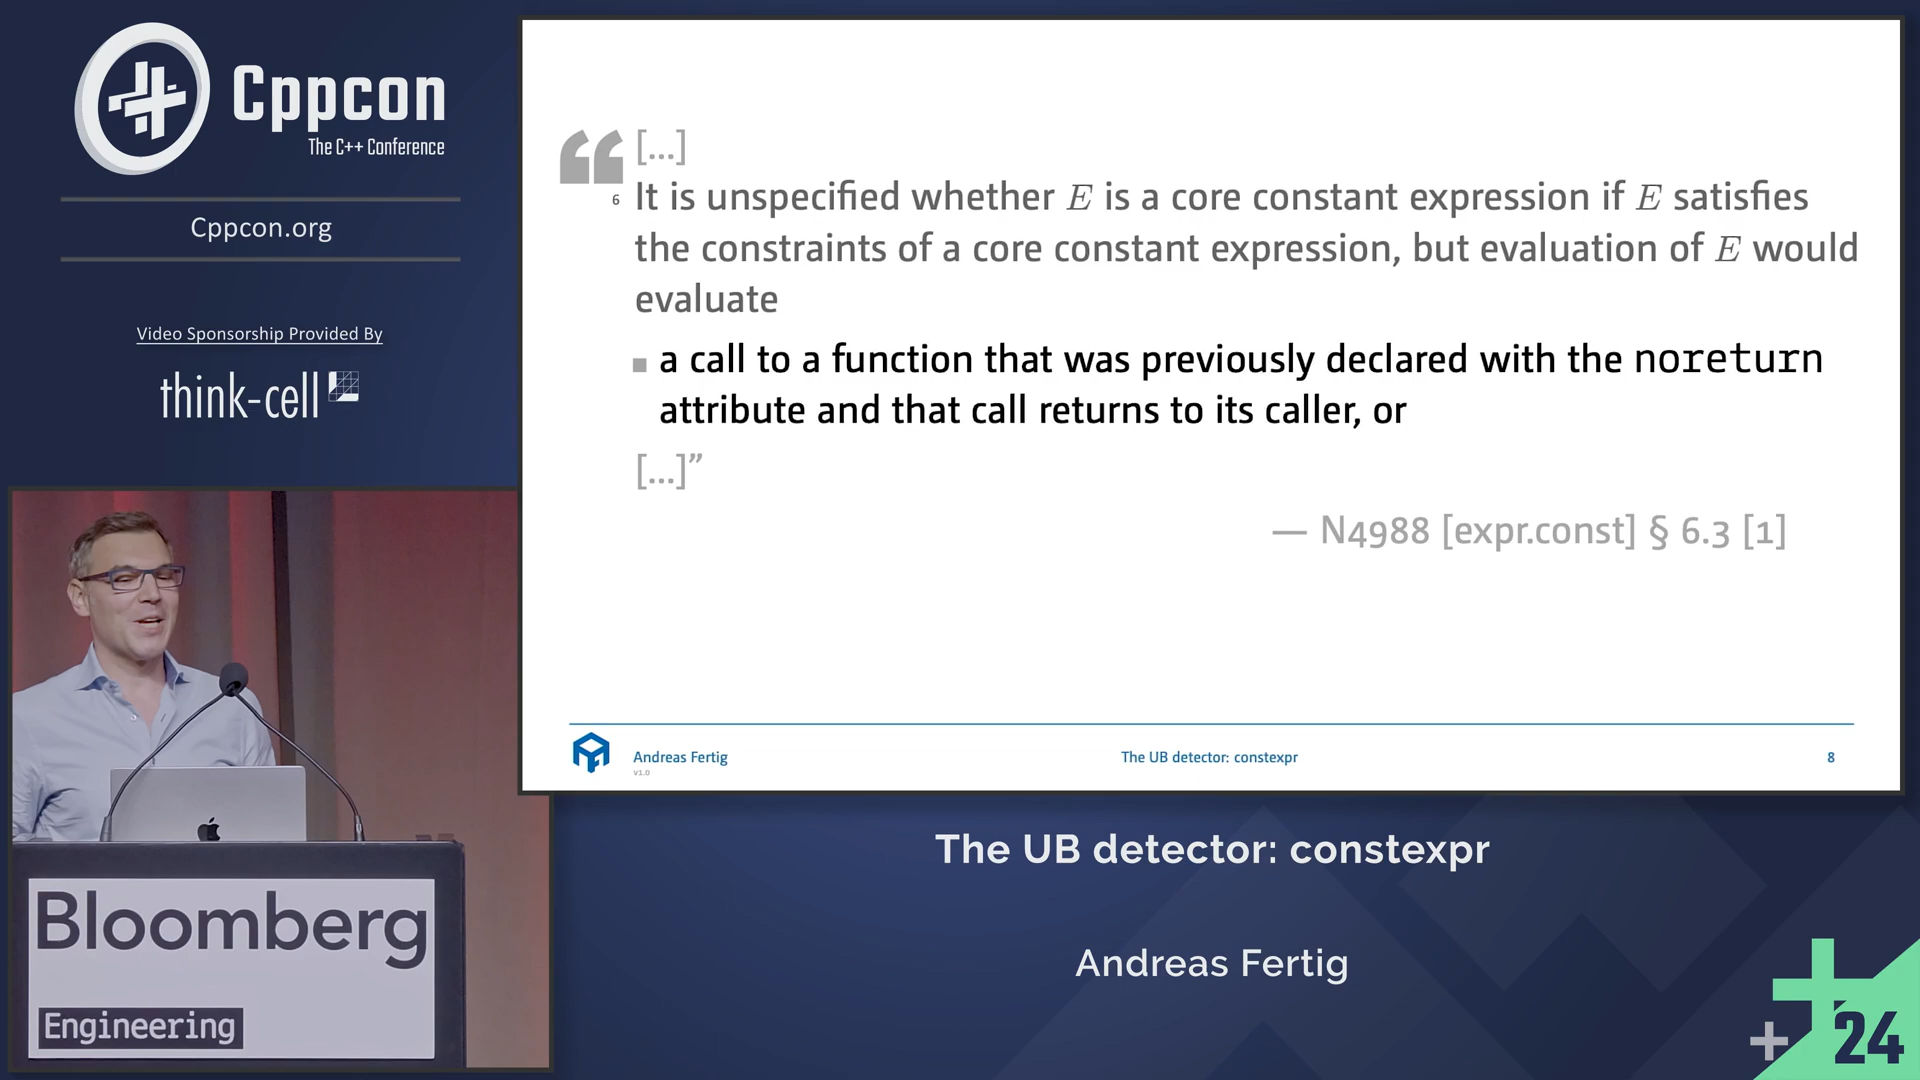 Cppcon
The C++ Conference
Cppcon.org
Video Sponsorship Provided By
think-cell
[...]
6 It is unspecified whether E is a core constant expression if E satisfies
the constraints of a core constant expression, but evaluation of E would
evaluate
a call to a function that was previously declared with the noreturn
attribute and that call returns to its caller, or
[...]”
— N4988 [expr.const] § 6.3 [1]
Andreas Fertig
v1.0
The UB detector: constexpr
8
Bloomberg
Engineering
The UB detector: constexpr
Andreas Fertig
24